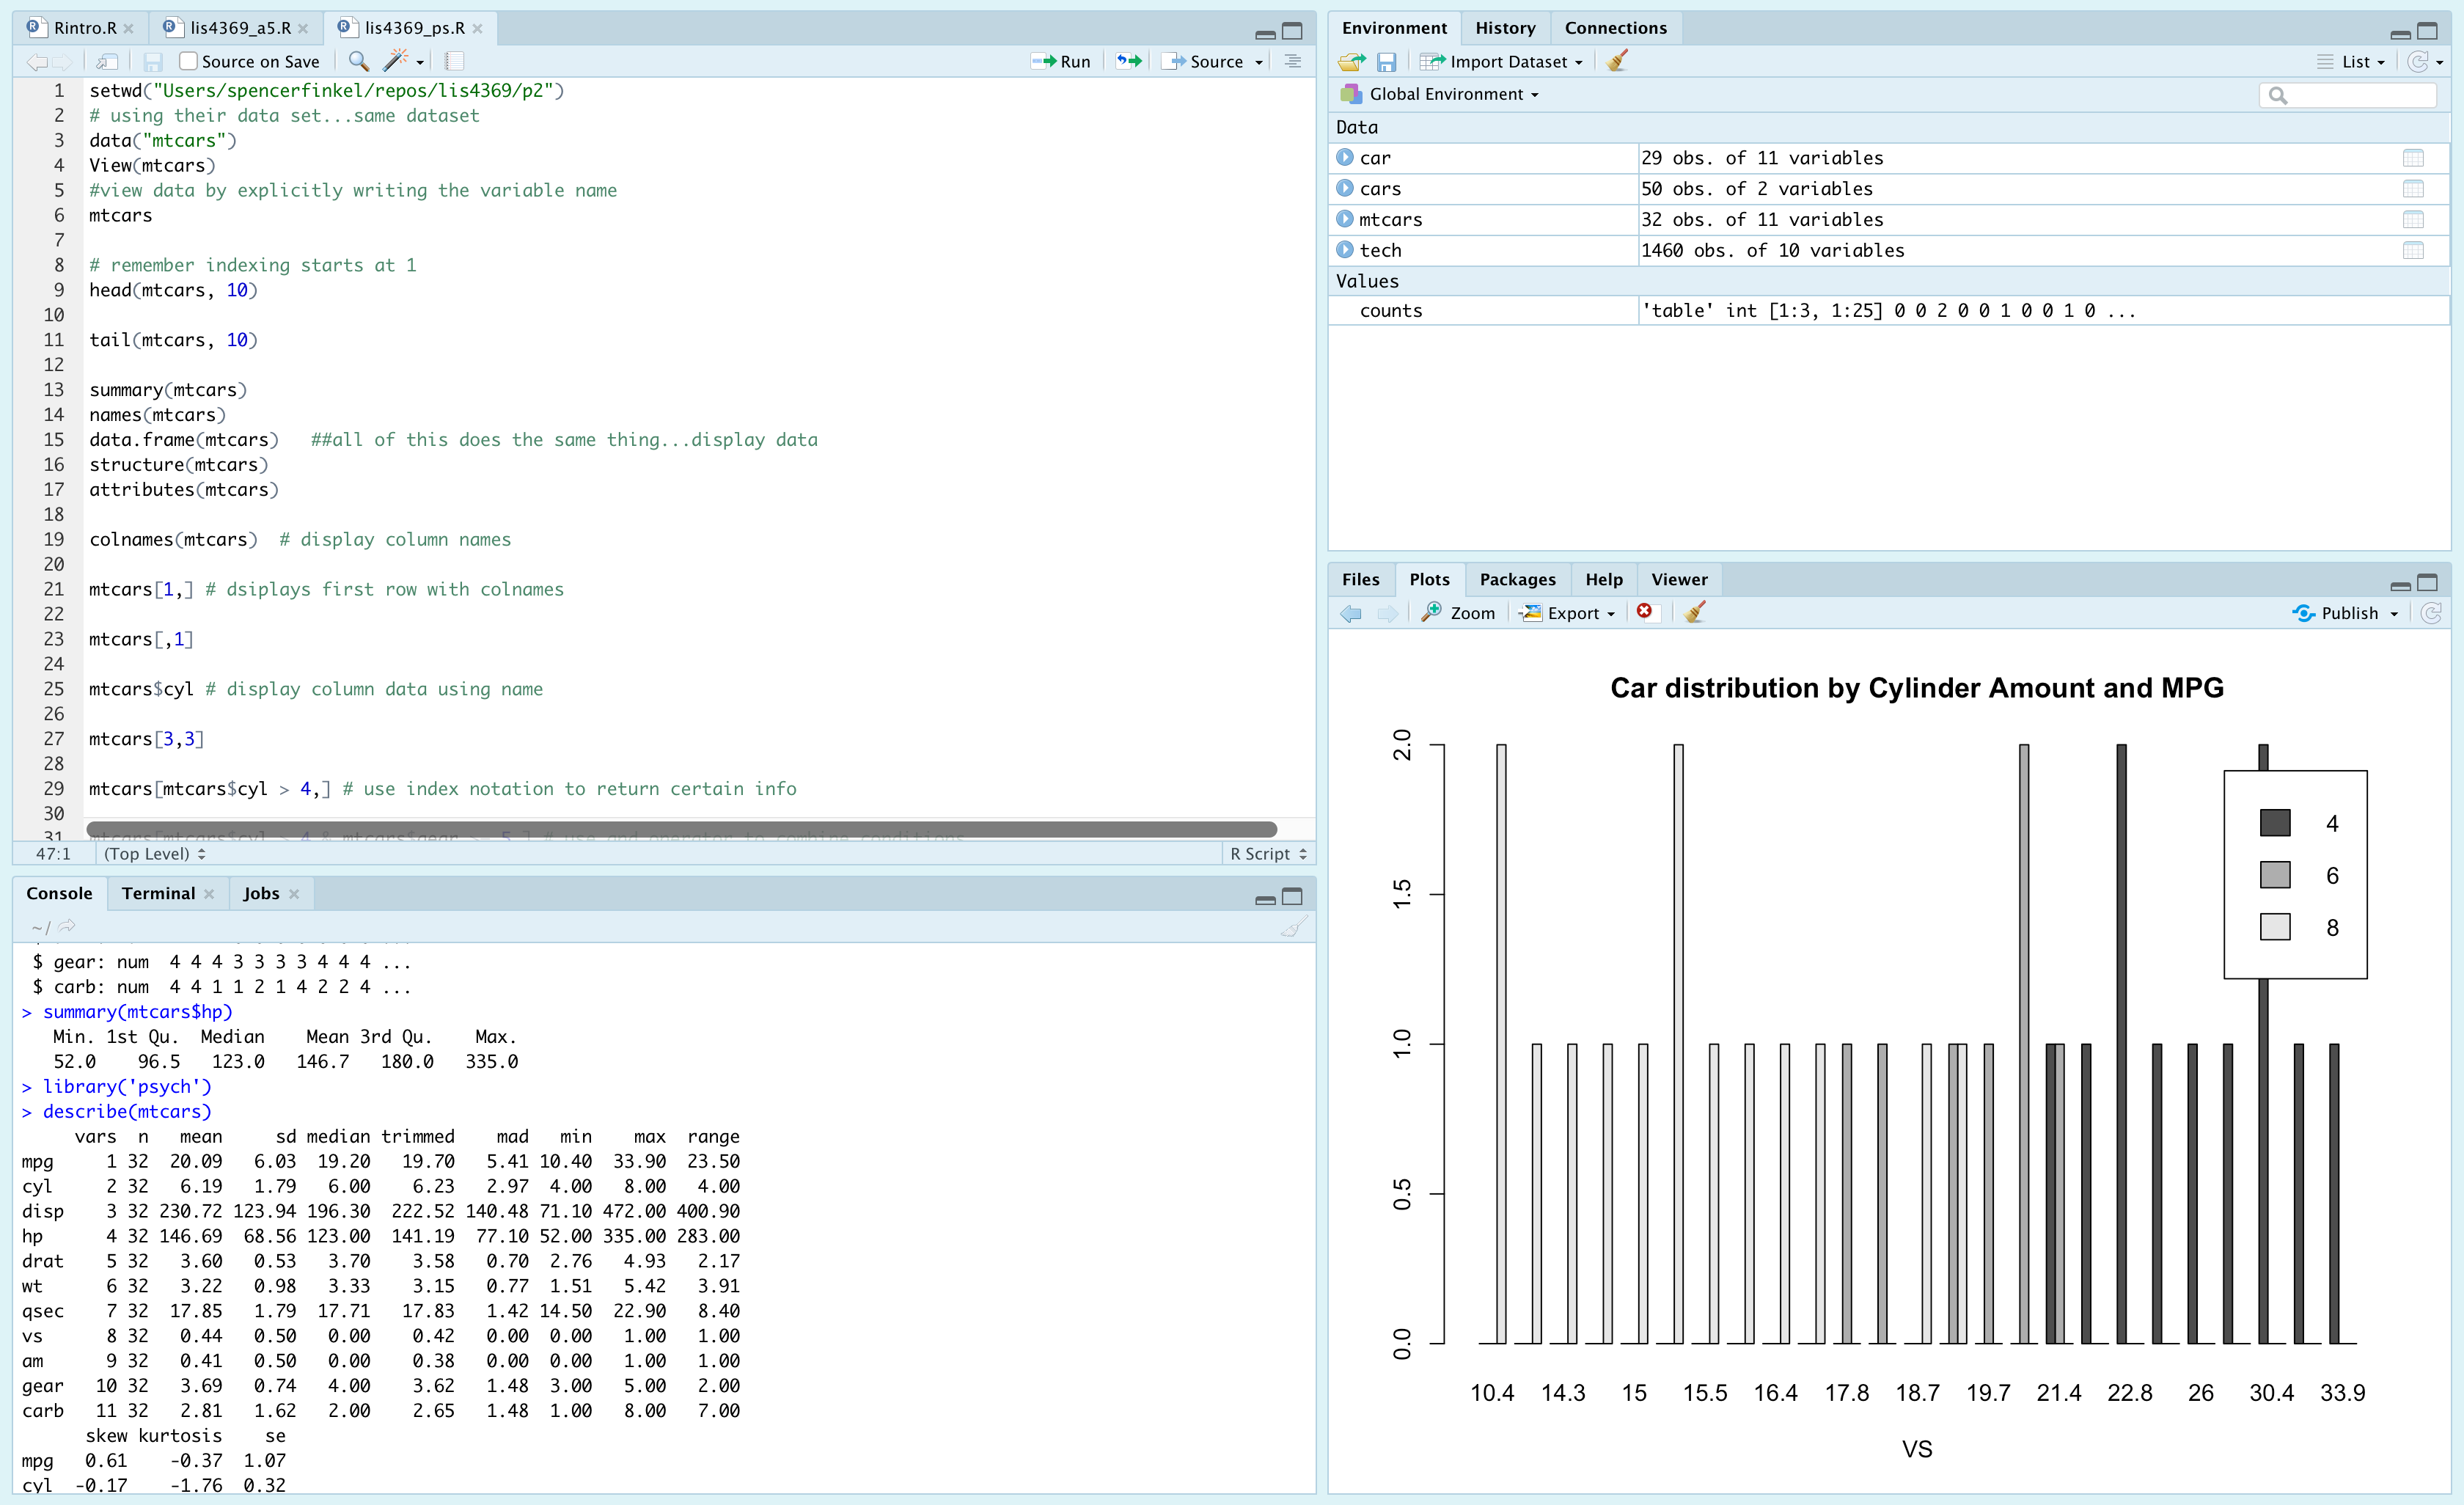 Rintro.R
lis4369_a5.R
lis4369_ps.R
Source on Save
Run
Source
1 setwd("Users/spencerfinkel/repos/lis4369/p2")
2 # using their data set...same dataset
3 data("mtcars")
4 View(mtcars)
5 #view data by explicitly writing the variable name
6 mtcars
7
8 # remember indexing starts at 1
9 head(mtcars, 10)
10
11 tail(mtcars, 10)
12
13 summary(mtcars)
14 names(mtcars)
15 data.frame(mtcars)   ##all of this does the same thing...display data
16 structure(mtcars)
17 attributes(mtcars)
18
19 colnames(mtcars)  # display column names
20
21 mtcars[1,] # dsiplays first row with colnames
22
23 mtcars[,1]
24
25 mtcars$cyl # display column data using name
26
27 mtcars[3,3]
28
29 mtcars[mtcars$cyl > 4,] # use index notation to return certain info
30
31
47:1 (Top Level) R Script
Console Terminal Jobs
~/
$ gear: num  4 4 4 3 3 3 3 4 4 4 ...
$ carb: num  4 4 1 1 2 1 4 2 2 4 ...
> summary(mtcars$hp)
Min. 1st Qu.  Median    Mean 3rd Qu.    Max.
52.0    96.5   123.0   146.7   180.0   335.0
> library('psych')
> describe(mtcars)
vars  n   mean     sd median trimmed    mad   min    max  range
mpg     1 32  20.09   6.03  19.20   19.70   5.41 10.40  33.90  23.50
cyl     2 32   6.19   1.79   6.00    6.23   2.97  4.00   8.00   4.00
disp    3 32 230.72 123.94 196.30  222.52 140.48 71.10 472.00 400.90
hp      4 32 146.69  68.56 123.00  141.19  77.10 52.00 335.00 283.00
drat    5 32   3.60   0.53   3.70    3.58   0.70  2.76   4.93   2.17
wt      6 32   3.22   0.98   3.33    3.15   0.77  1.51   5.42   3.91
qsec    7 32  17.85   1.79  17.71   17.83   1.42 14.50  22.90   8.40
vs      8 32   0.44   0.50   0.00    0.42   0.00  0.00   1.00   1.00
am      9 32   0.41   0.50   0.00    0.38   0.00  0.00   1.00   1.00
gear   10 32   3.69   0.74   4.00    3.62   1.48  3.00   5.00   2.00
carb   11 32   2.81   1.62   2.00    2.65   1.48  1.00   8.00   7.00
skew kurtosis    se
mpg   0.61    -0.37  1.07
cyl  -0.17    -1.76  0.32
Environment History Connections
Import Dataset List
Global Environment
Data
car 29 obs. of 11 variables
cars 50 obs. of 2 variables
mtcars 32 obs. of 11 variables
tech 1460 obs. of 10 variables
Values
counts 'table' int [1:3, 1:25] 0 0 2 0 0 1 0 0 1 0 ...
Files Plots Packages Help Viewer
Zoom Export Publish
Car distribution by Cylinder Amount and MPG
2.0
1.5
1.0
0.5
0.0
4
6
8
10.4 14.3 15 15.5 16.4 17.8 18.7 19.7 21.4 22.8 26 30.4 33.9
VS